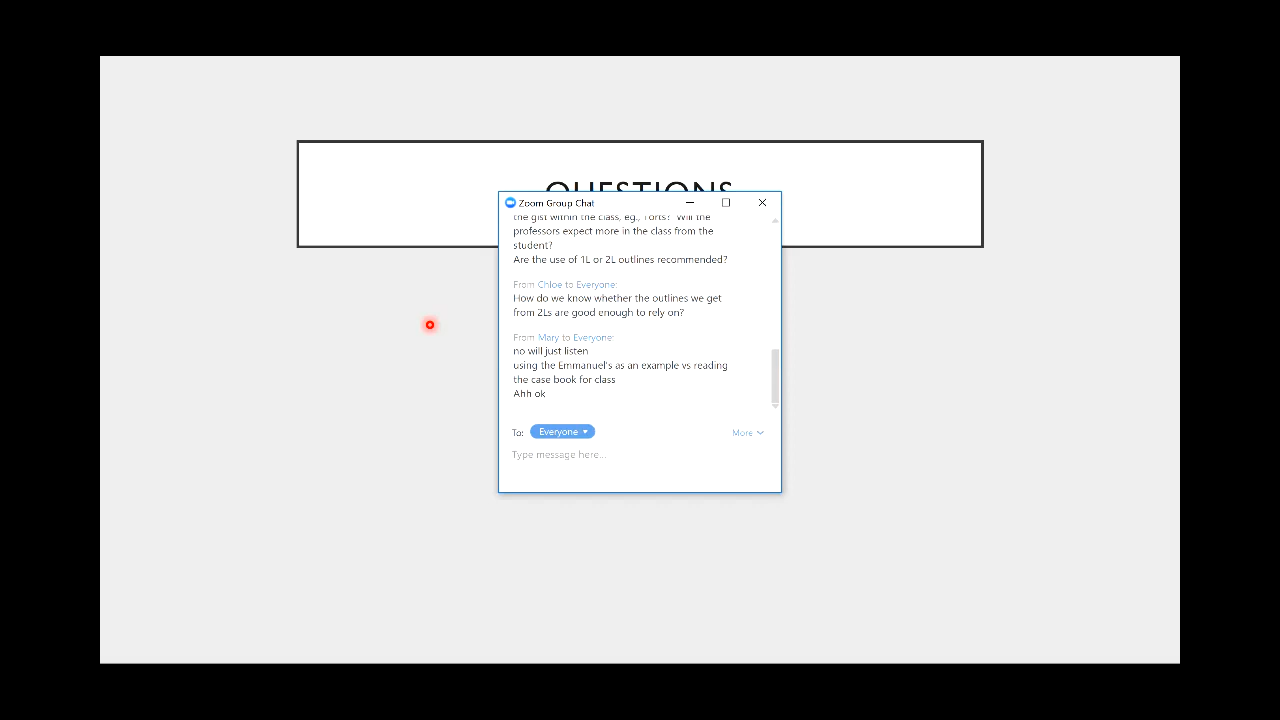 QUESTIONS
Zoom Group Chat
the gist within the class, eg., Torts? Will the
professors expect more in the class from the
student?
Are the use of 1L or 2L outlines recommended?
From Chloe to Everyone:
How do we know whether the outlines we get
from 2Ls are good enough to rely on?
From Mary to Everyone:
no will just listen
using the Emmanuel's as an example vs reading
the case book for class
Ahh ok
To: Everyone
More
Type message here...